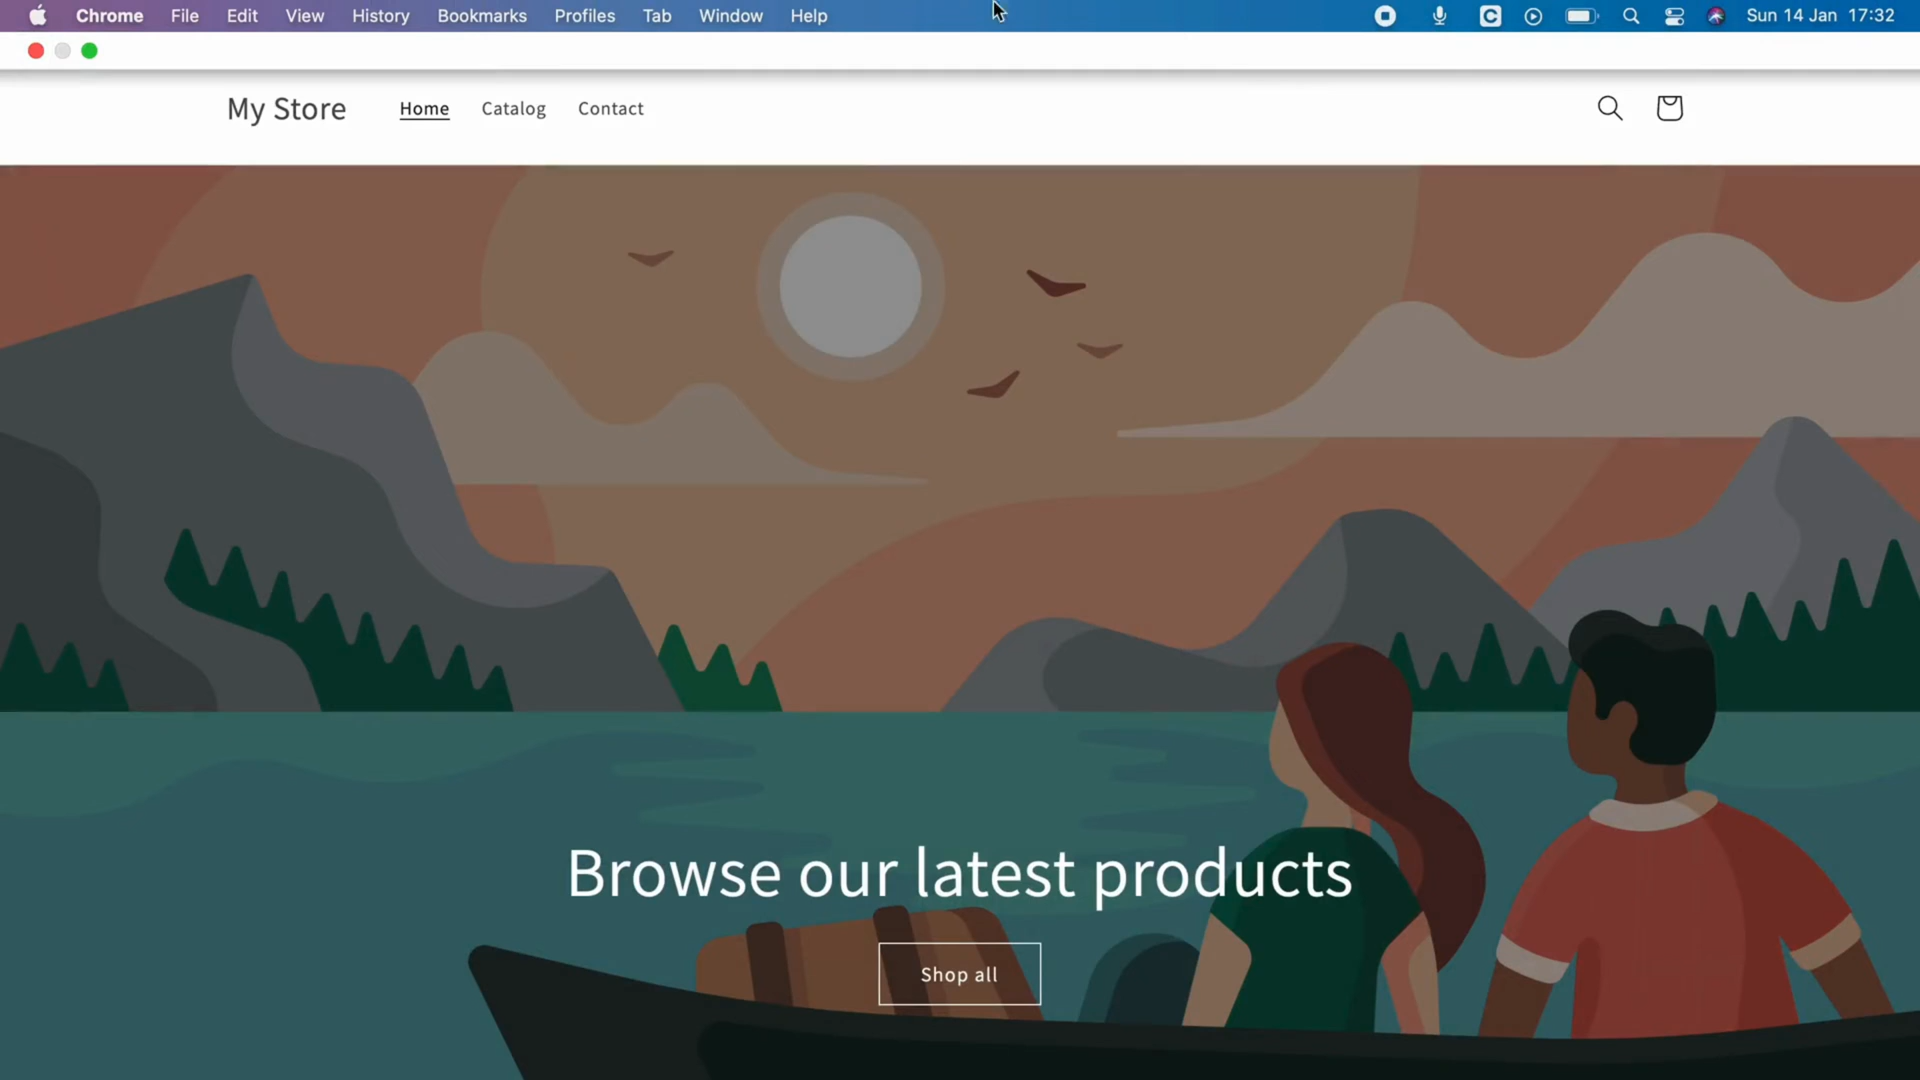 Chrome File Edit View History Bookmarks Profiles Tab Window Help Sun 14 Jan 17:32
My Store Home Catalog Contact
Browse our latest products
Shop all